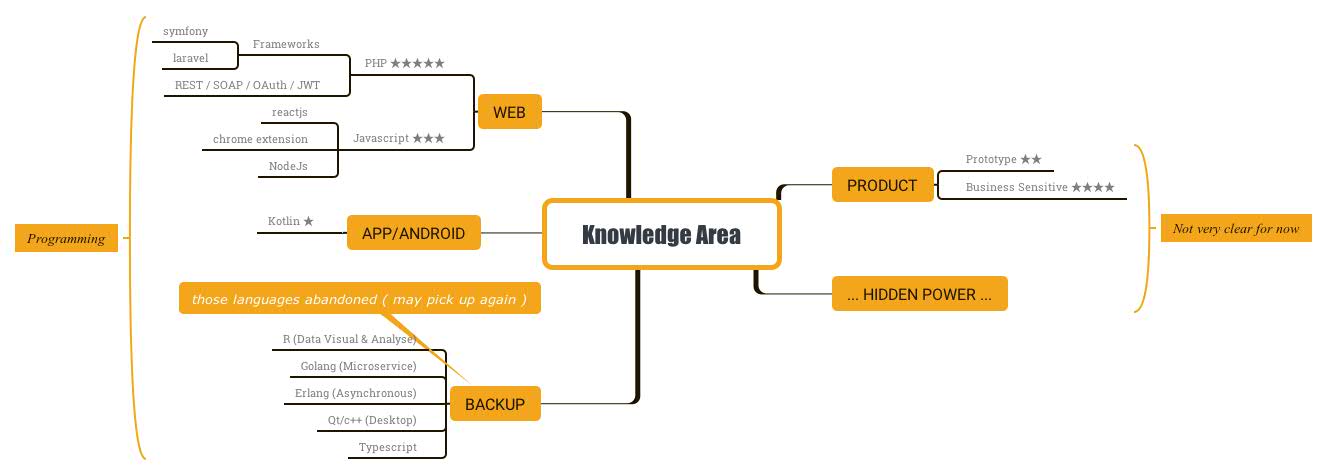 symfony
laravel
Frameworks
REST / SOAP / OAuth / JWT
PHP ★★★★★
reactjs
chrome extension
NodeJs
Javascript ★★★
WEB
Kotlin ★
APP/ANDROID
Programming
those languages abandoned ( may pick up again )
R (Data Visual & Analyse)
Golang (Microservice)
Erlang (Asynchronous)
Qt/c++ (Desktop)
Typescript
BACKUP
Knowledge Area
PRODUCT
Prototype ★★
Business Sensitive ★★★★
... HIDDEN POWER ...
Not very clear for now